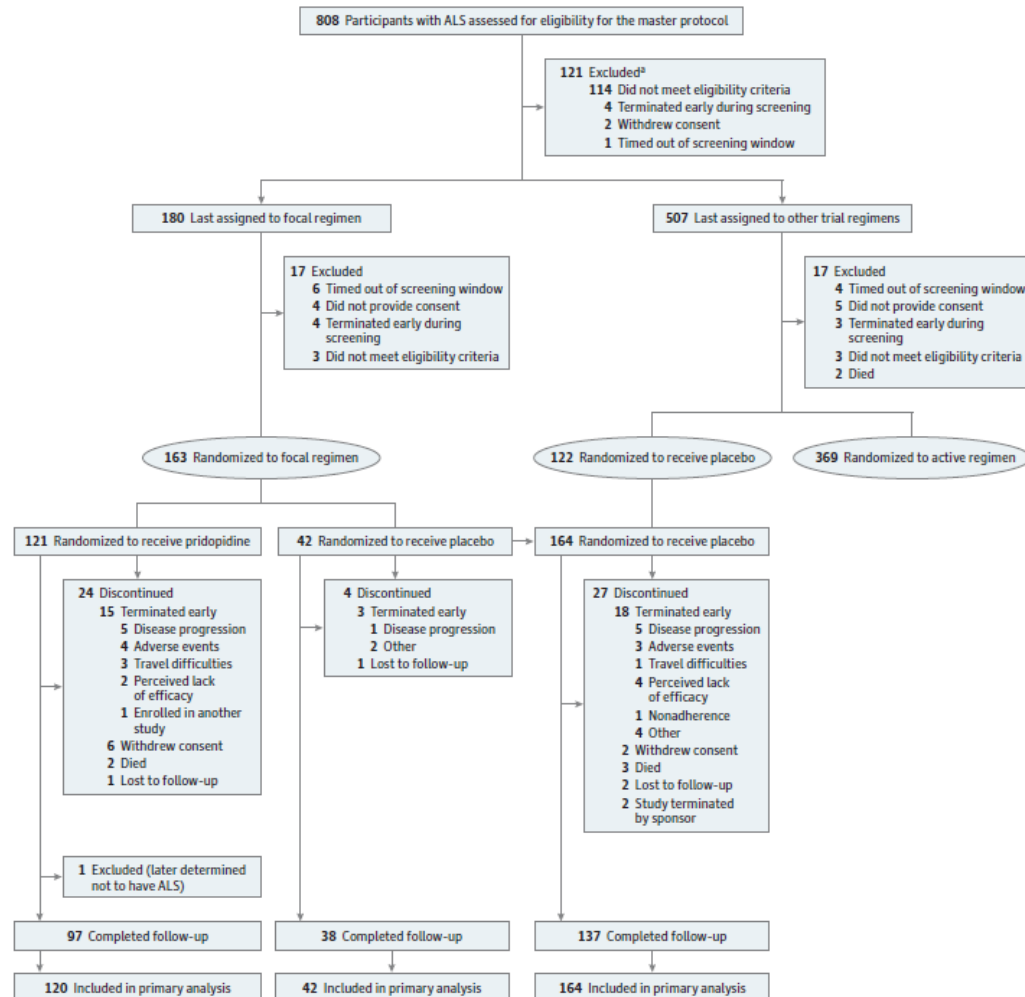 808 Participants with ALS assessed for eligibility for the master protocol
121 Excludedª
114 Did not meet eligibility criteria
4 Terminated early during screening
2 Withdrew consent
1 Timed out of screening window
180 Last assigned to focal regimen
507 Last assigned to other trial regimens
17 Excluded
6 Timed out of screening window
4 Did not provide consent
4 Terminated early during
screening
3 Did not meet eligibility criteria
17 Excluded
4 Timed out of screening window
5 Did not provide consent
3 Terminated early during
screening
3 Did not meet eligibility criteria
2 Died
163 Randomized to focal regimen
122 Randomized to receive placebo
369 Randomized to active regimen
121 Randomized to receive pridopidine
42 Randomized to receive placebo
164 Randomized to receive placebo
24 Discontinued
15 Terminated early
5 Disease progression
4 Adverse events
3 Travel difficulties
2 Perceived lack
of efficacy
1 Enrolled in another
study
6 Withdrew consent
2 Died
1 Lost to follow-up
4 Discontinued
3 Terminated early
1 Disease progression
2 Other
1 Lost to follow-up
27 Discontinued
18 Terminated early
5 Disease progression
3 Adverse events
1 Travel difficulties
4 Perceived lack
of efficacy
1 Nonadherence
4 Other
2 Withdrew consent
3 Died
2 Lost to follow-up
2 Study terminated
by sponsor
1 Excluded (later determined
not to have ALS)
97 Completed follow-up
38 Completed follow-up
137 Completed follow-up
120 Included in primary analysis
42 Included in primary analysis
164 Included in primary analysis